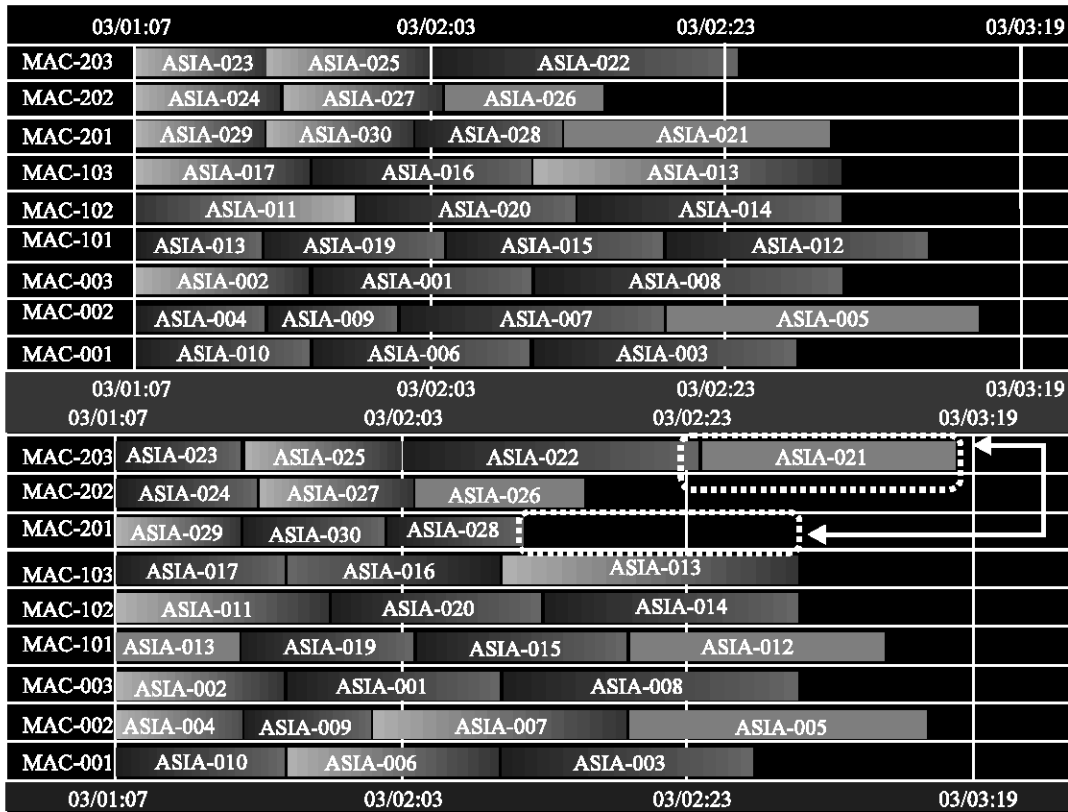 03/01:07 03/02:03 03/02:23 03/03:19
MAC-203 ASIA-023 ASIA-025 ASIA-022
MAC-202 ASIA-024 ASIA-027 ASIA-026
MAC-201 ASIA-029 ASIA-030 ASIA-028 ASIA-021
MAC-103 ASIA-017 ASIA-016 ASIA-013
MAC-102 ASIA-011 ASIA-020 ASIA-014
MAC-101 ASIA-013 ASIA-019 ASIA-015 ASIA-012
MAC-003 ASIA-002 ASIA-001 ASIA-008
MAC-002 ASIA-004 ASIA-009 ASIA-007 ASIA-005
MAC-001 ASIA-010 ASIA-006 ASIA-003
03/01:07 03/02:03 03/02:23 03/03:19
03/01:07 03/02:03 03/02:23 03/03:19
MAC-203 ASIA-023 ASIA-025 ASIA-022 ASIA-021
MAC-202 ASIA-024 ASIA-027 ASIA-026
MAC-201 ASIA-029 ASIA-030 ASIA-028
MAC-103 ASIA-017 ASIA-016 ASIA-013
MAC-102 ASIA-011 ASIA-020 ASIA-014
MAC-101 ASIA-013 ASIA-019 ASIA-015 ASIA-012
MAC-003 ASIA-002 ASIA-001 ASIA-008
MAC-002 ASIA-004 ASIA-009 ASIA-007 ASIA-005
MAC-001 ASIA-010 ASIA-006 ASIA-003
03/01:07 03/02:03 03/02:23 03/03:19